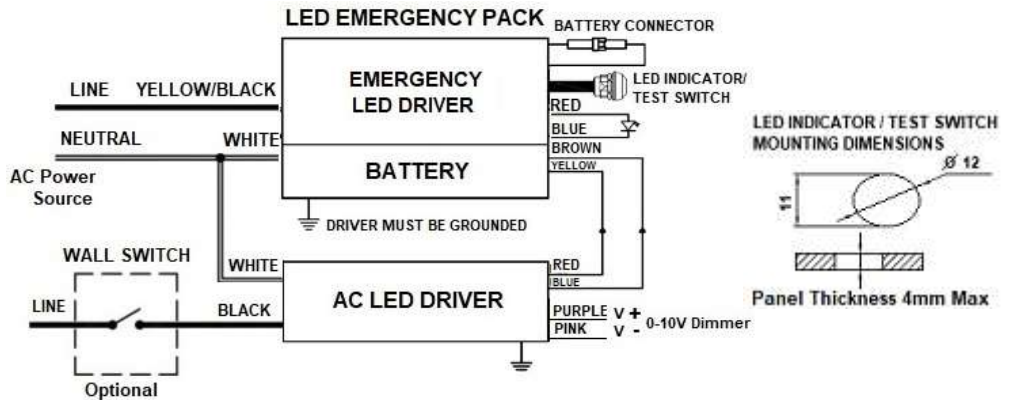 LED EMERGENCY PACK
BATTERY CONNECTOR
EMERGENCY
LED DRIVER
LED INDICATOR/
TEST SWITCH
LINE YELLOW/BLACK
RED
BLUE
NEUTRAL WHITE
BROWN
YELLOW
BATTERY
AC Power
Source
DRIVER MUST BE GROUNDED
LED INDICATOR / TEST SWITCH
MOUNTING DIMENSIONS
Ø 12
11
Panel Thickness 4mm Max
WALL SWITCH
WHITE
RED
BLUE
AC LED DRIVER
LINE
BLACK
PURPLE V +
PINK V -
0-10V Dimmer
Optional